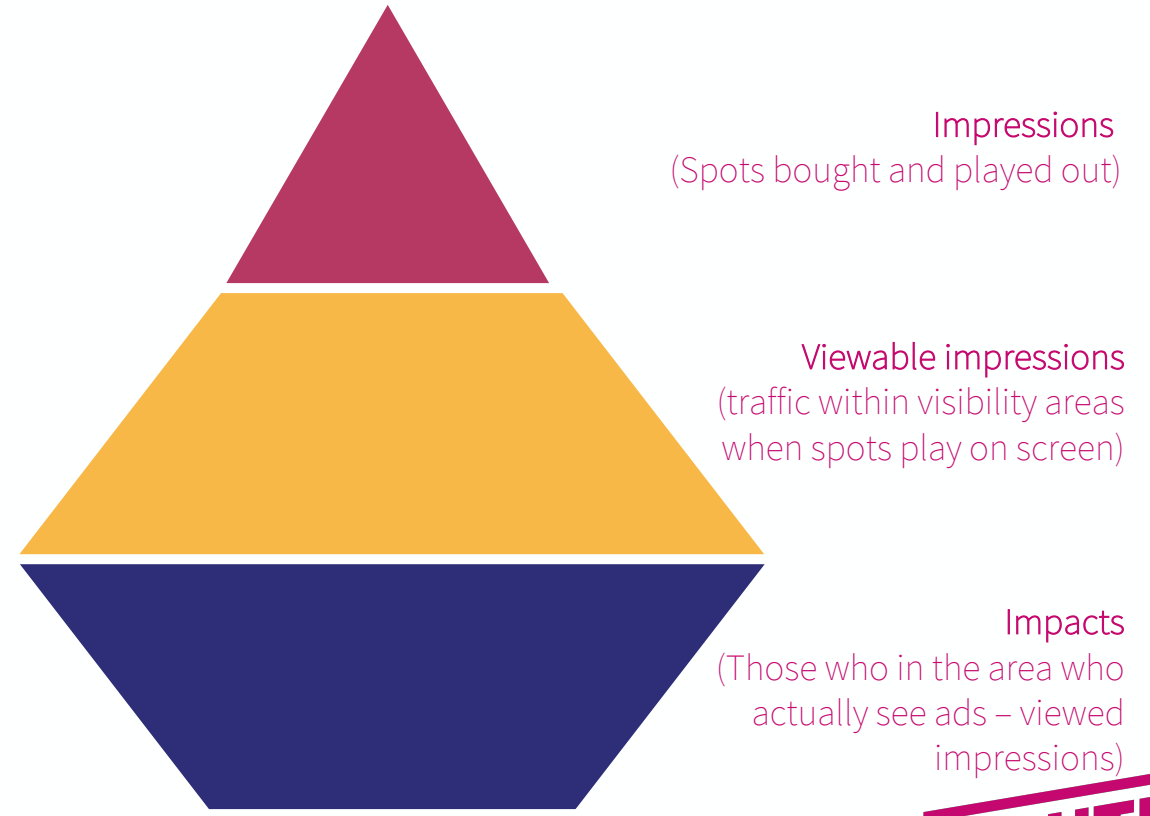 Impressions
(Spots bought and played out)
Viewable impressions
(traffic within visibility areas
when spots play on screen)
Impacts
(Those who in the area who
actually see ads – viewed
impressions)